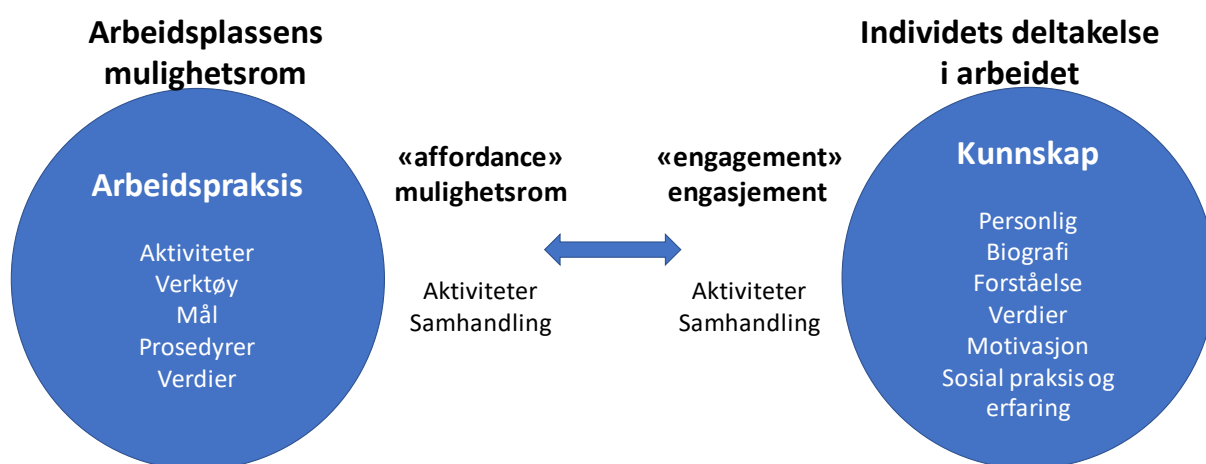 Arbeidsplassens
mulighetsrom
Arbeidspraksis
Aktiviteter
Verktøy
Mål
Prosedyrer
Verdier
«affordance»
mulighetsrom
Aktiviteter
Samhandling
«engagement»
engasjement
Aktiviteter
Samhandling
Individets deltakelse
i arbeidet
Kunnskap
Personlig
Biografi
Forståelse
Verdier
Motivasjon
Sosial praksis og
erfaring